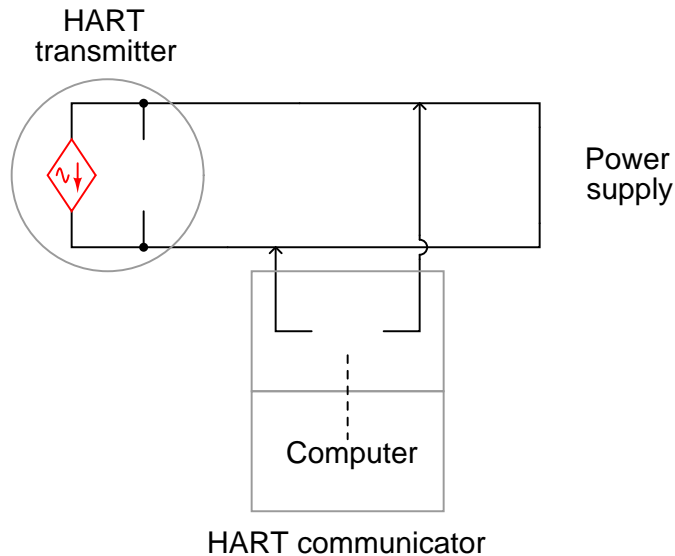 HART
transmitter
Power
supply
Computer
HART communicator